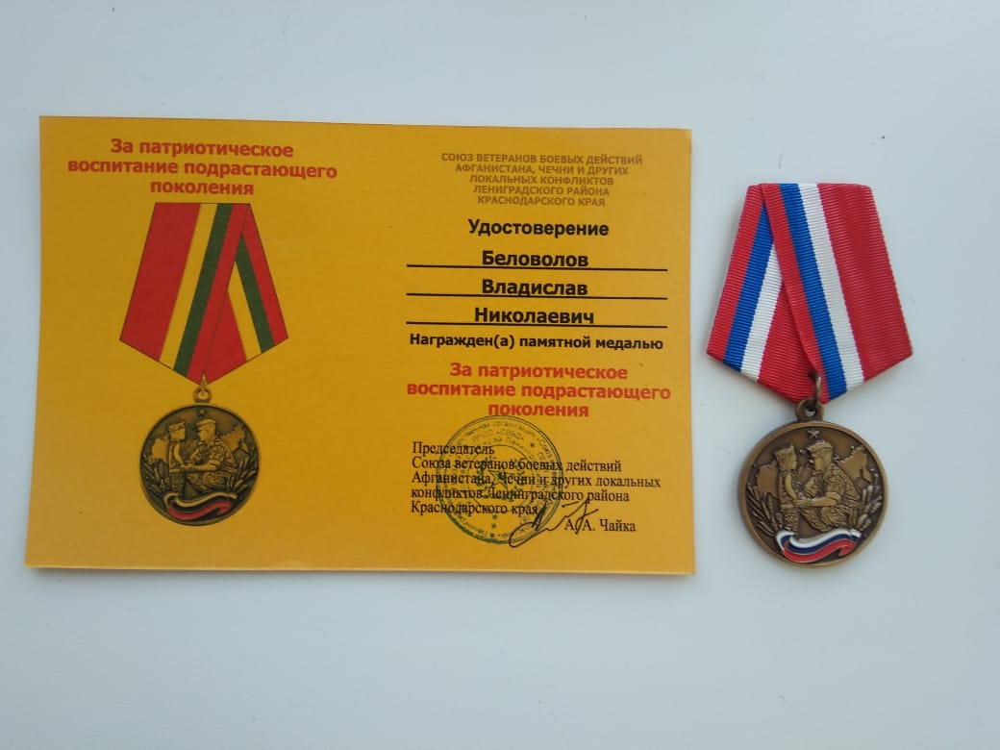 За патриотическое
воспитание подрастающего
поколения
СОЮЗ ВЕТЕРАНОВ БОЕВЫХ ДЕЙСТВИЙ
АФГАНИСТАНА, ЧЕЧНИ И ДРУГИХ
ЛОКАЛЬНЫХ КОНФЛИКТОВ
ЛЕНИГРАДСКОГО РАЙОНА
КРАСНОДАРСКОГО КРАЯ
Удостоверение
Беловолов
Владислав
Николаевич
Награжден(а) памятной медалью
За патриотическое
воспитание подрастающего
поколения
Председатель
Союза ветеранов боевых действий
Афганистана, Чечни и других локальных
конфликтов Ленинградского района
Краснодарского края
А. А. Чайка